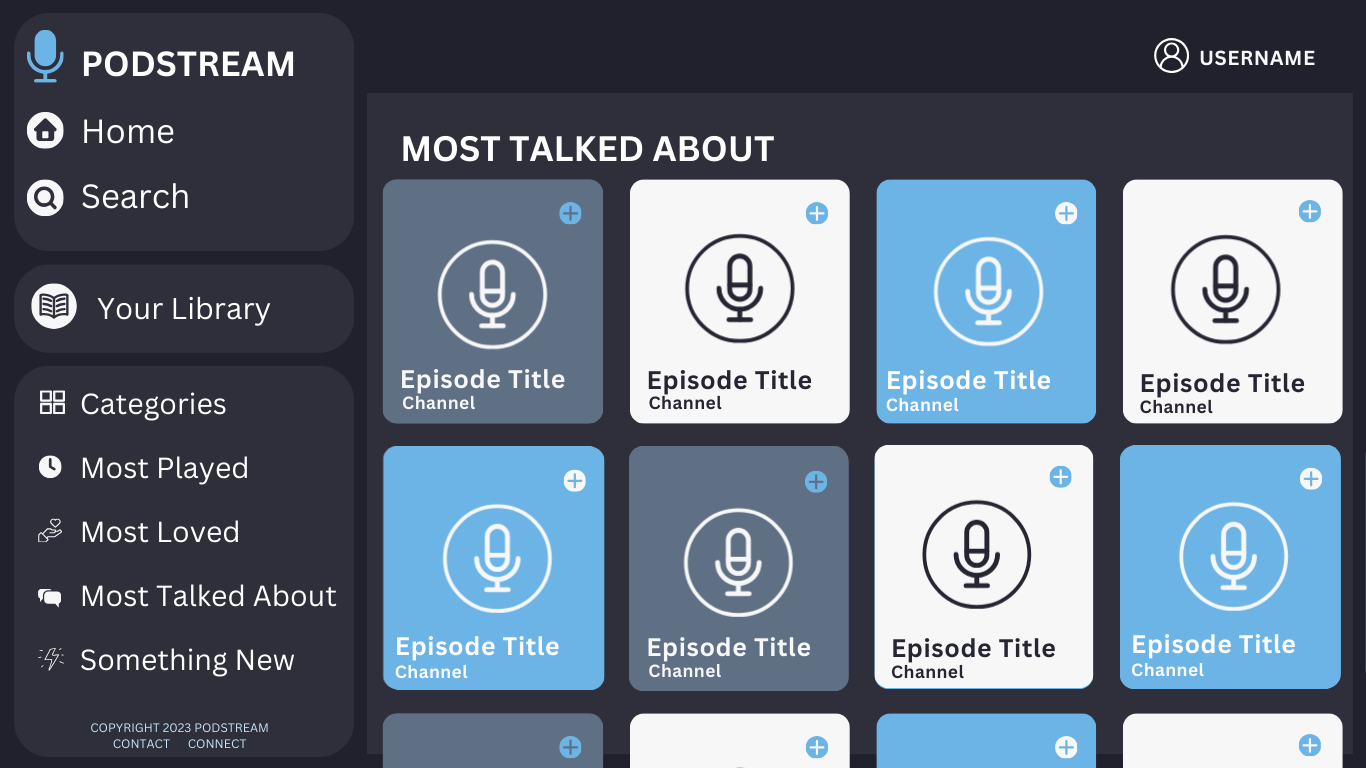 PODSTREAM
Home
Search
Your Library
Categories
Most Played
Most Loved
Most Talked About
Something New
COPYRIGHT 2023 PODSTREAM
CONTACT CONNECT
USERNAME
MOST TALKED ABOUT
Episode Title
Channel
Episode Title
Channel
Episode Title
Channel
Episode Title
Channel
Episode Title
Channel
Episode Title
Channel
Episode Title
Channel
Episode Title
Channel